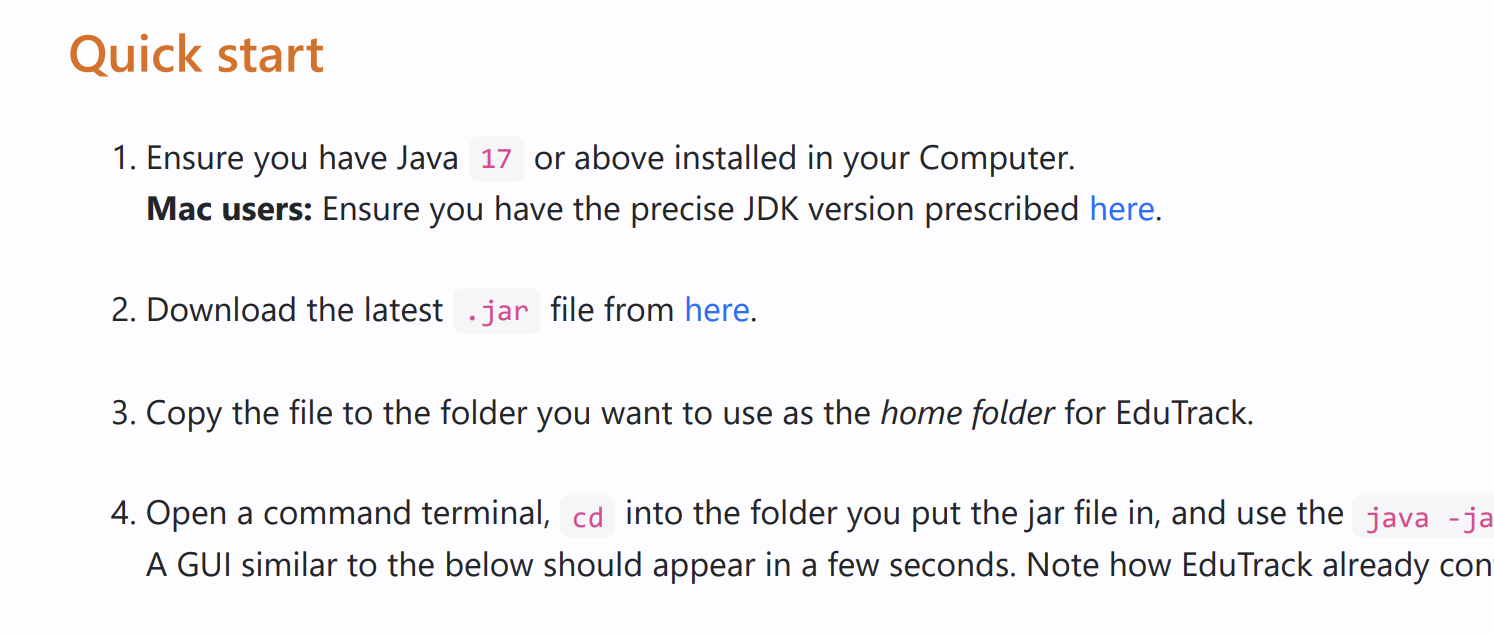 Quick start
1. Ensure you have Java 17 or above installed in your Computer.
Mac users: Ensure you have the precise JDK version prescribed here.
2. Download the latest .jar file from here.
3. Copy the file to the folder you want to use as the home folder for EduTrack.
4. Open a command terminal, cd into the folder you put the jar file in, and use the java -ja
A GUI similar to the below should appear in a few seconds. Note how EduTrack already con